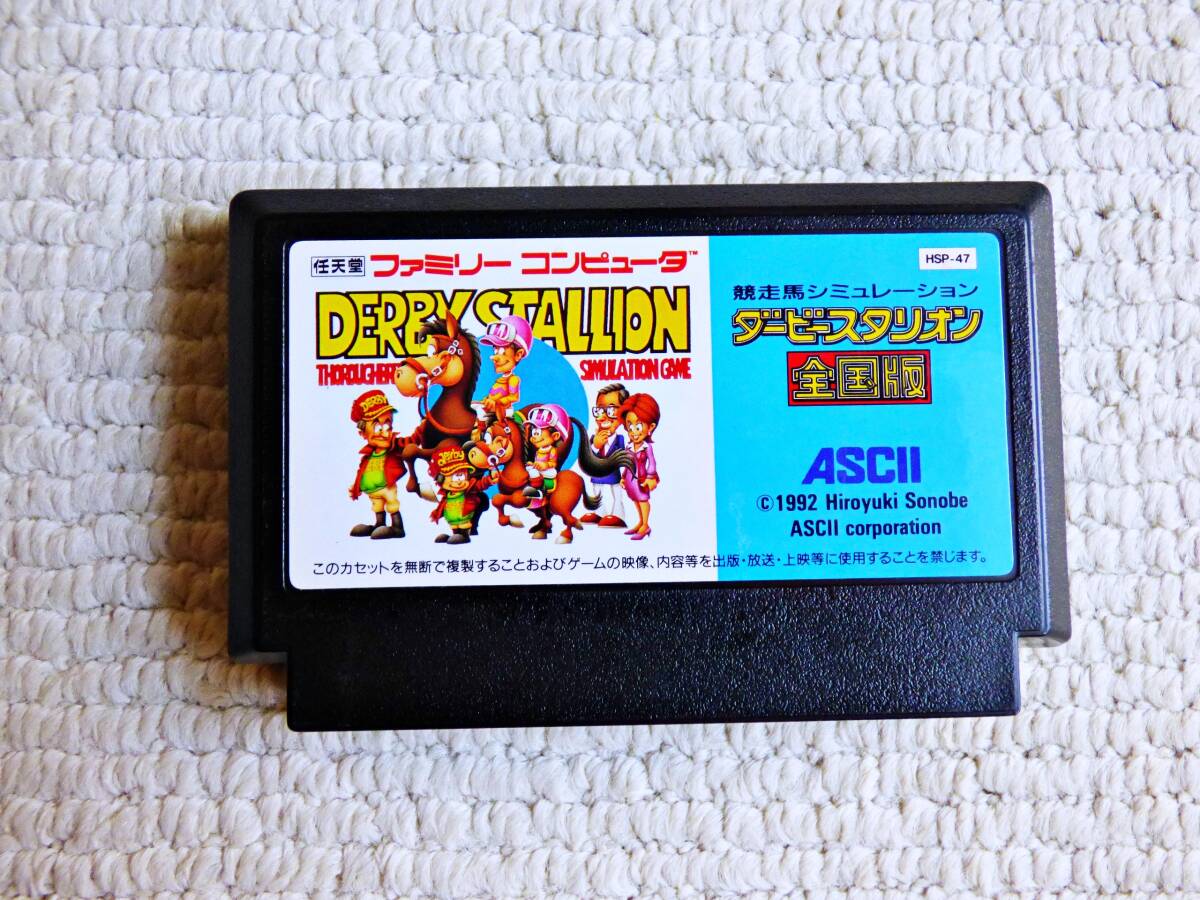 任天堂 ファミリー コンピュータ™
DERBY STALLION
SIMULATION GAME
DERBY
derby
HSP-47
競走馬シミュレーション
ダービースタリオン
全国版
ASCII
©1992 Hiroyuki Sonobe
ASCII corporation
このカセットを無断で複製することおよびゲームの映像、内容等を出版・放送・上映等に使用することを禁じます。